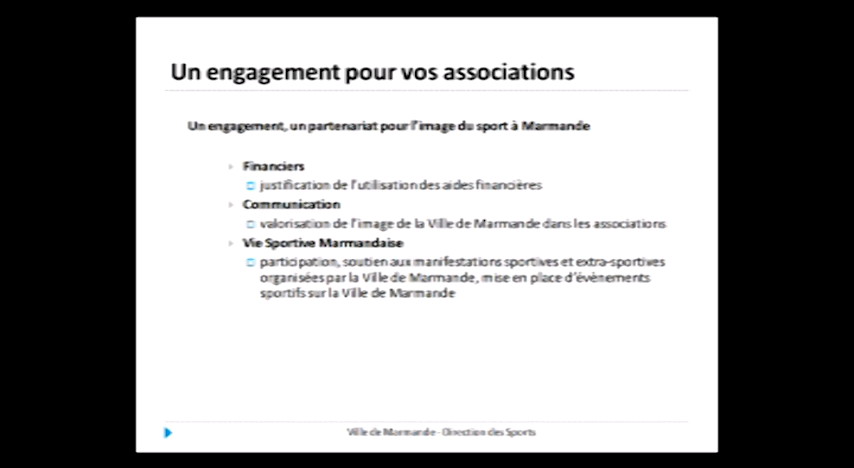 Un engagement pour vos associations
Un engagement, un partenariat pour l'image du sport à Marmande
Financiers
justification de l'utilisation des aides financières
Communication
valorisation de l'image de la Ville de Marmande dans les associations
Vie Sportive Marmandaise
participation, soutien aux manifestations sportives et extra-sportives
organisées par la Ville de Marmande, mise en place d'évènements
sportifs sur la Ville de Marmande
Ville de Marmande - Direction des Sports